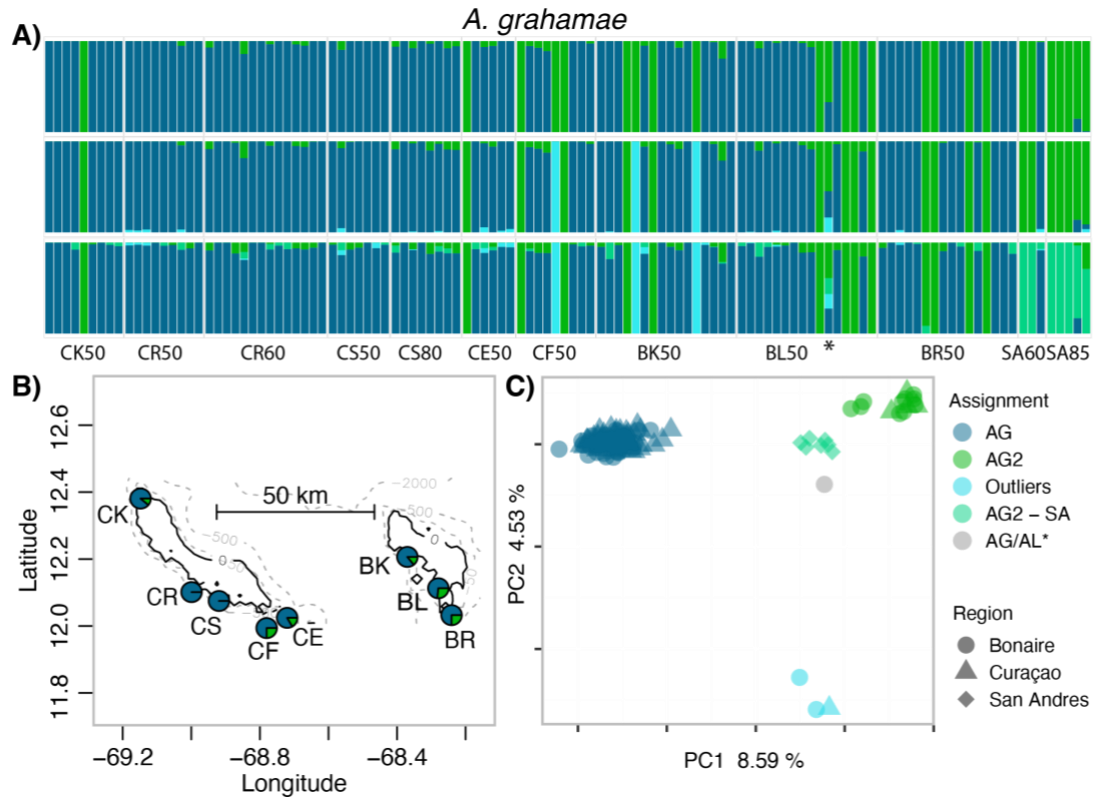 A. grahamae
A)
CK50 CR50 CR60 CS50 CS80 CE50 CF50 BK50 BL50 * BR50 SA60 SA85
B)
12.6
12.4
12.2
12.0
11.8
Latitude
50 km
−2000
−500
−500
0
0
50
CK
CR
CS
CF
CE
BK
BL
BR
−69.2 −68.8 −68.4
Longitude
C)
PC2 4.53 %
PC1 8.59 %
Assignment
AG
AG2
Outliers
AG2 – SA
AG/AL*
Region
Bonaire
Curaçao
San Andres